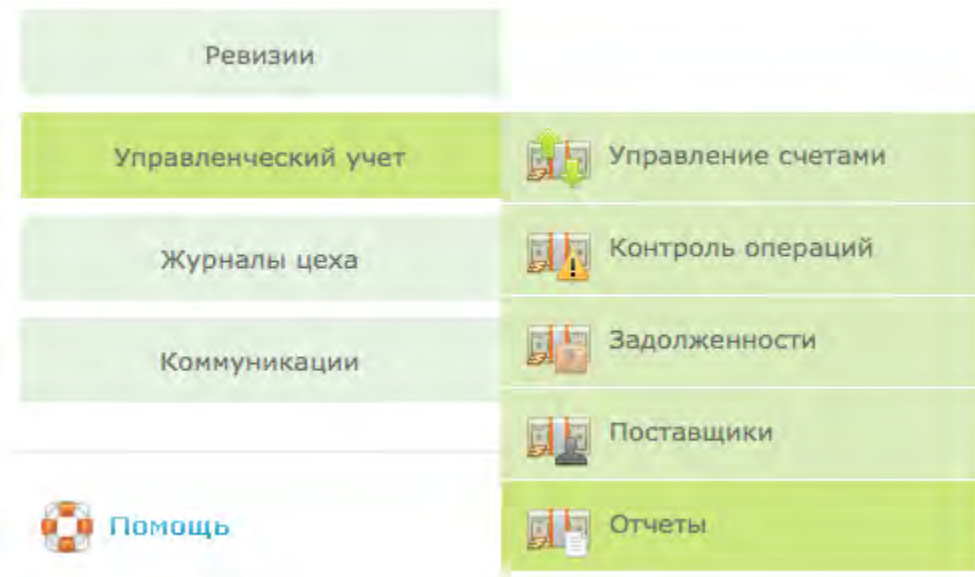 Ревизии
Управленческий учет
Журналы цеха
Коммуникации
Помощь
Управление счетами
Контроль операций
Задолженности
Поставщики
Отчеты